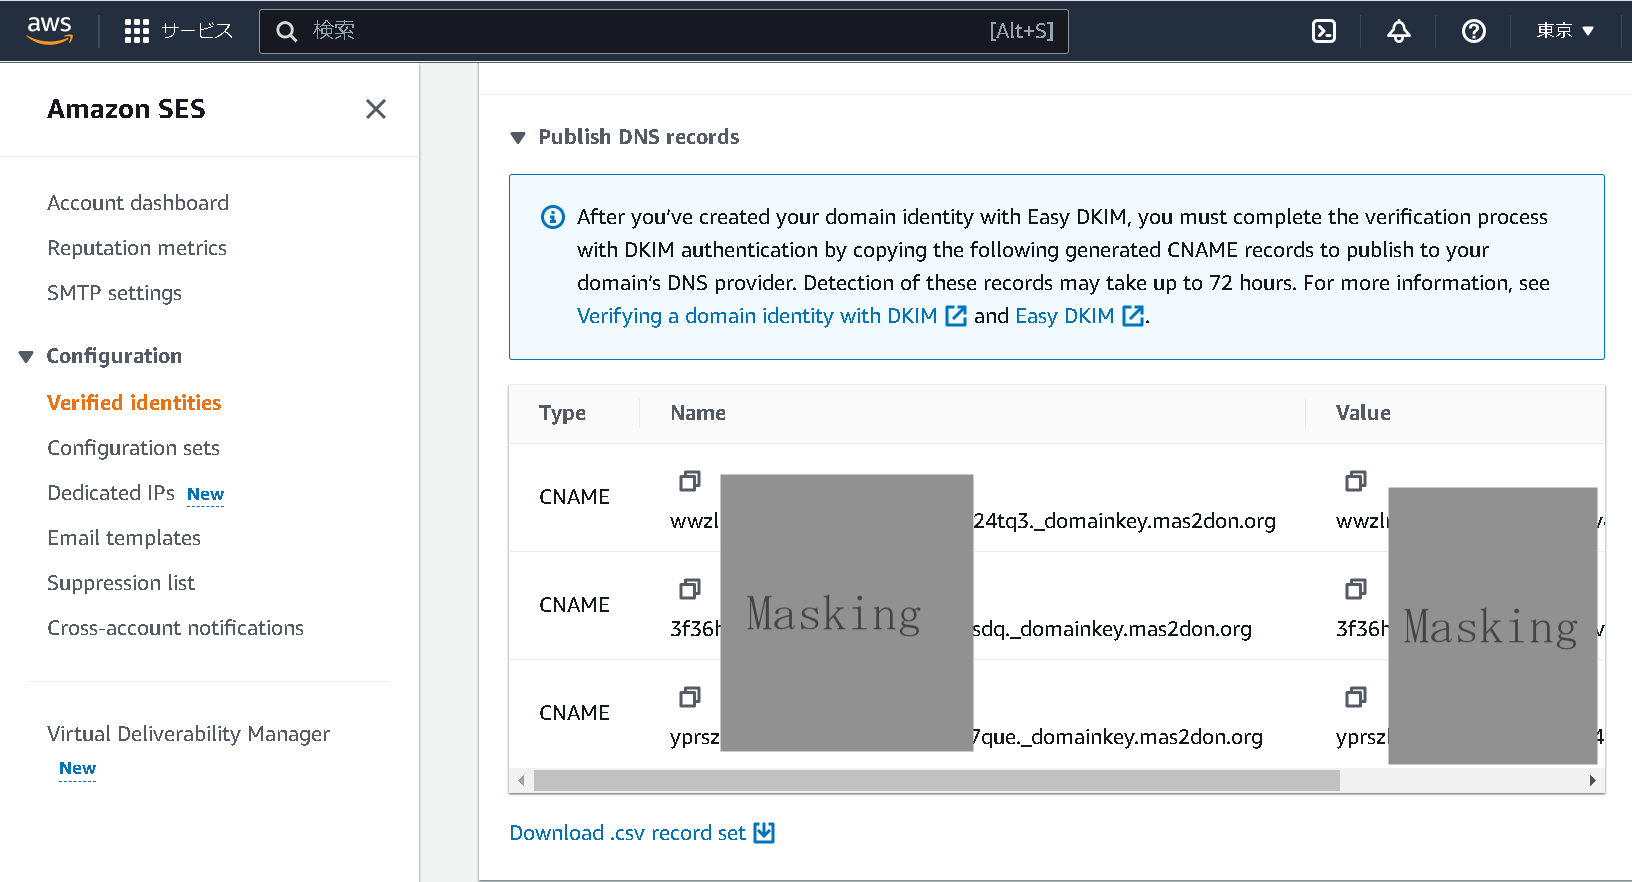 aws
サービス
検索
[Alt+S]
東京
Amazon SES
Account dashboard
Reputation metrics
SMTP settings
Configuration
Verified identities
Configuration sets
Dedicated IPs New
Email templates
Suppression list
Cross-account notifications
Virtual Deliverability Manager
New
Publish DNS records
After you’ve created your domain identity with Easy DKIM, you must complete the verification process
with DKIM authentication by copying the following generated CNAME records to publish to your
domain’s DNS provider. Detection of these records may take up to 72 hours. For more information, see
Verifying a domain identity with DKIM and Easy DKIM .
Type Name Value
CNAME
wwzl 24tq3._domainkey.mas2don.org wwzl
CNAME
3f36h sdq._domainkey.mas2don.org 3f36h
Masking Masking
CNAME
yprsz 7que._domainkey.mas2don.org yprsz
Download .csv record set